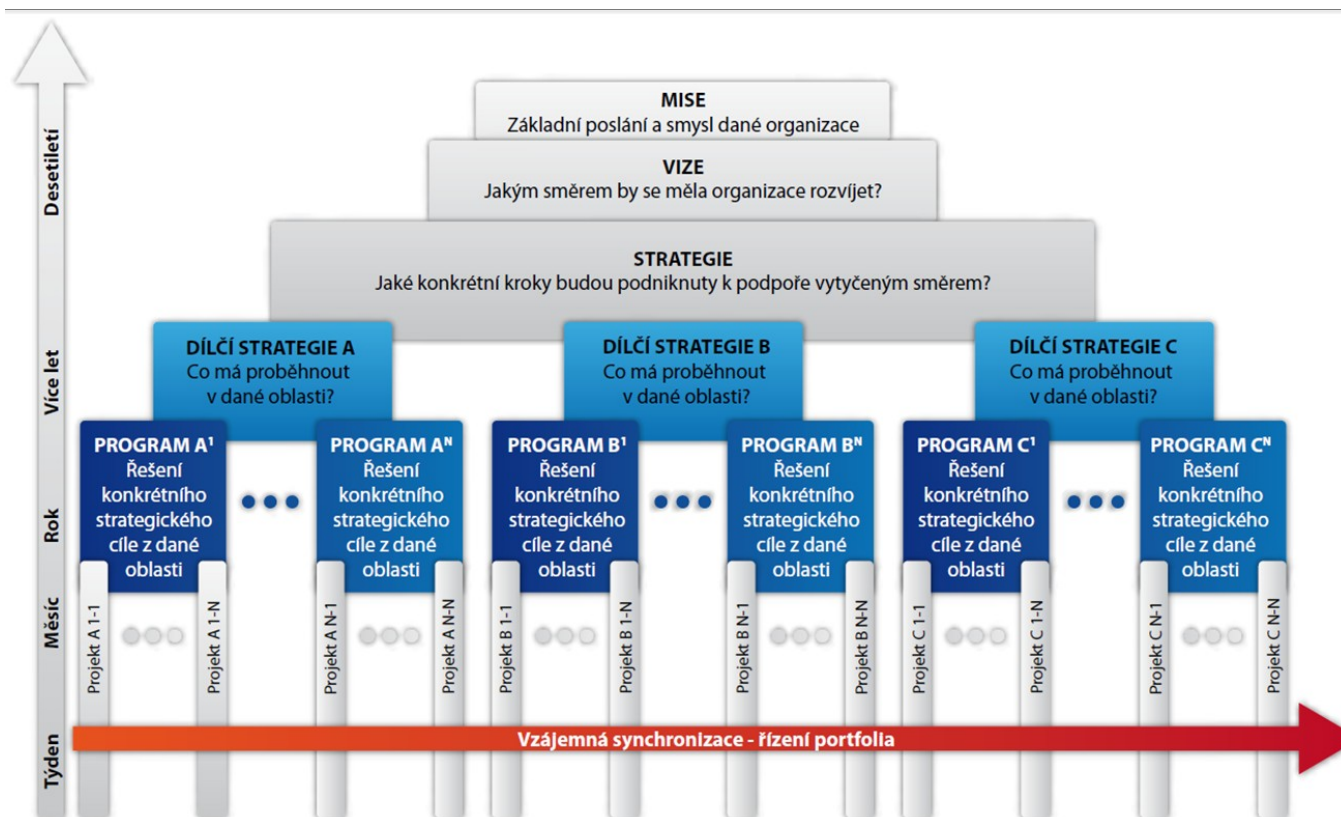 MISE
Základní poslání a smysl dané organizace
VIZE
Jakým směrem by se měla organizace rozvíjet?
STRATEGIE
Jaké konkrétní kroky budou podniknuty k podpoře vytyčeným směrem?
DÍLČÍ STRATEGIE A
Co má proběhnout
v dané oblasti?
DÍLČÍ STRATEGIE B
Co má proběhnout
v dané oblasti?
DÍLČÍ STRATEGIE C
Co má proběhnout
v dané oblasti?
PROGRAM A¹
Řešení
konkrétního
strategického
cíle z dané
oblasti
PROGRAM Aᴺ
Řešení
konkrétního
strategického
cíle z dané
oblasti
PROGRAM B¹
Řešení
konkrétního
strategického
cíle z dané
oblasti
PROGRAM Bᴺ
Řešení
konkrétního
strategického
cíle z dané
oblasti
PROGRAM C¹
Řešení
konkrétního
strategického
cíle z dané
oblasti
PROGRAM Cᴺ
Řešení
konkrétního
strategického
cíle z dané
oblasti
Projekt A 1-1
Projekt A 1-N
Projekt A N-1
Projekt A N-N
Projekt B 1-1
Projekt B 1-N
Projekt B N-1
Projekt B N-N
Projekt C 1-1
Projekt C 1-N
Projekt C N-1
Projekt C N-N
Vzájemná synchronizace - řízení portfolia
Desetiletí
Více let
Rok
Měsíc
Týden